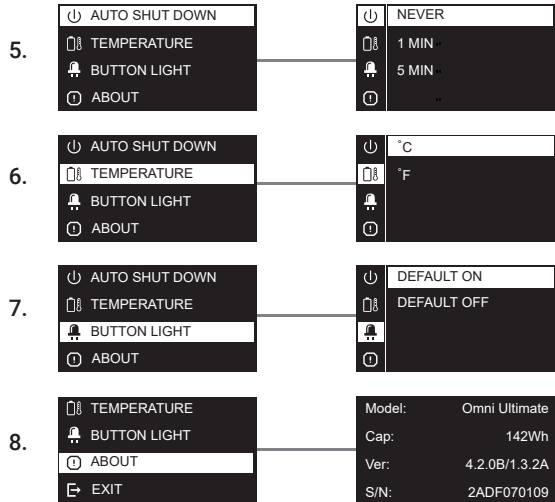 5.
AUTO SHUT DOWN
TEMPERATURE
BUTTON LIGHT
ABOUT
NEVER
1 MIN
5 MIN
6.
AUTO SHUT DOWN
TEMPERATURE
BUTTON LIGHT
ABOUT
°C
°F
7.
AUTO SHUT DOWN
TEMPERATURE
BUTTON LIGHT
ABOUT
DEFAULT ON
DEFAULT OFF
8.
TEMPERATURE
BUTTON LIGHT
ABOUT
EXIT
Model: Omni Ultimate
Cap: 142Wh
Ver: 4.2.0B/1.3.2A
S/N: 2ADF070109